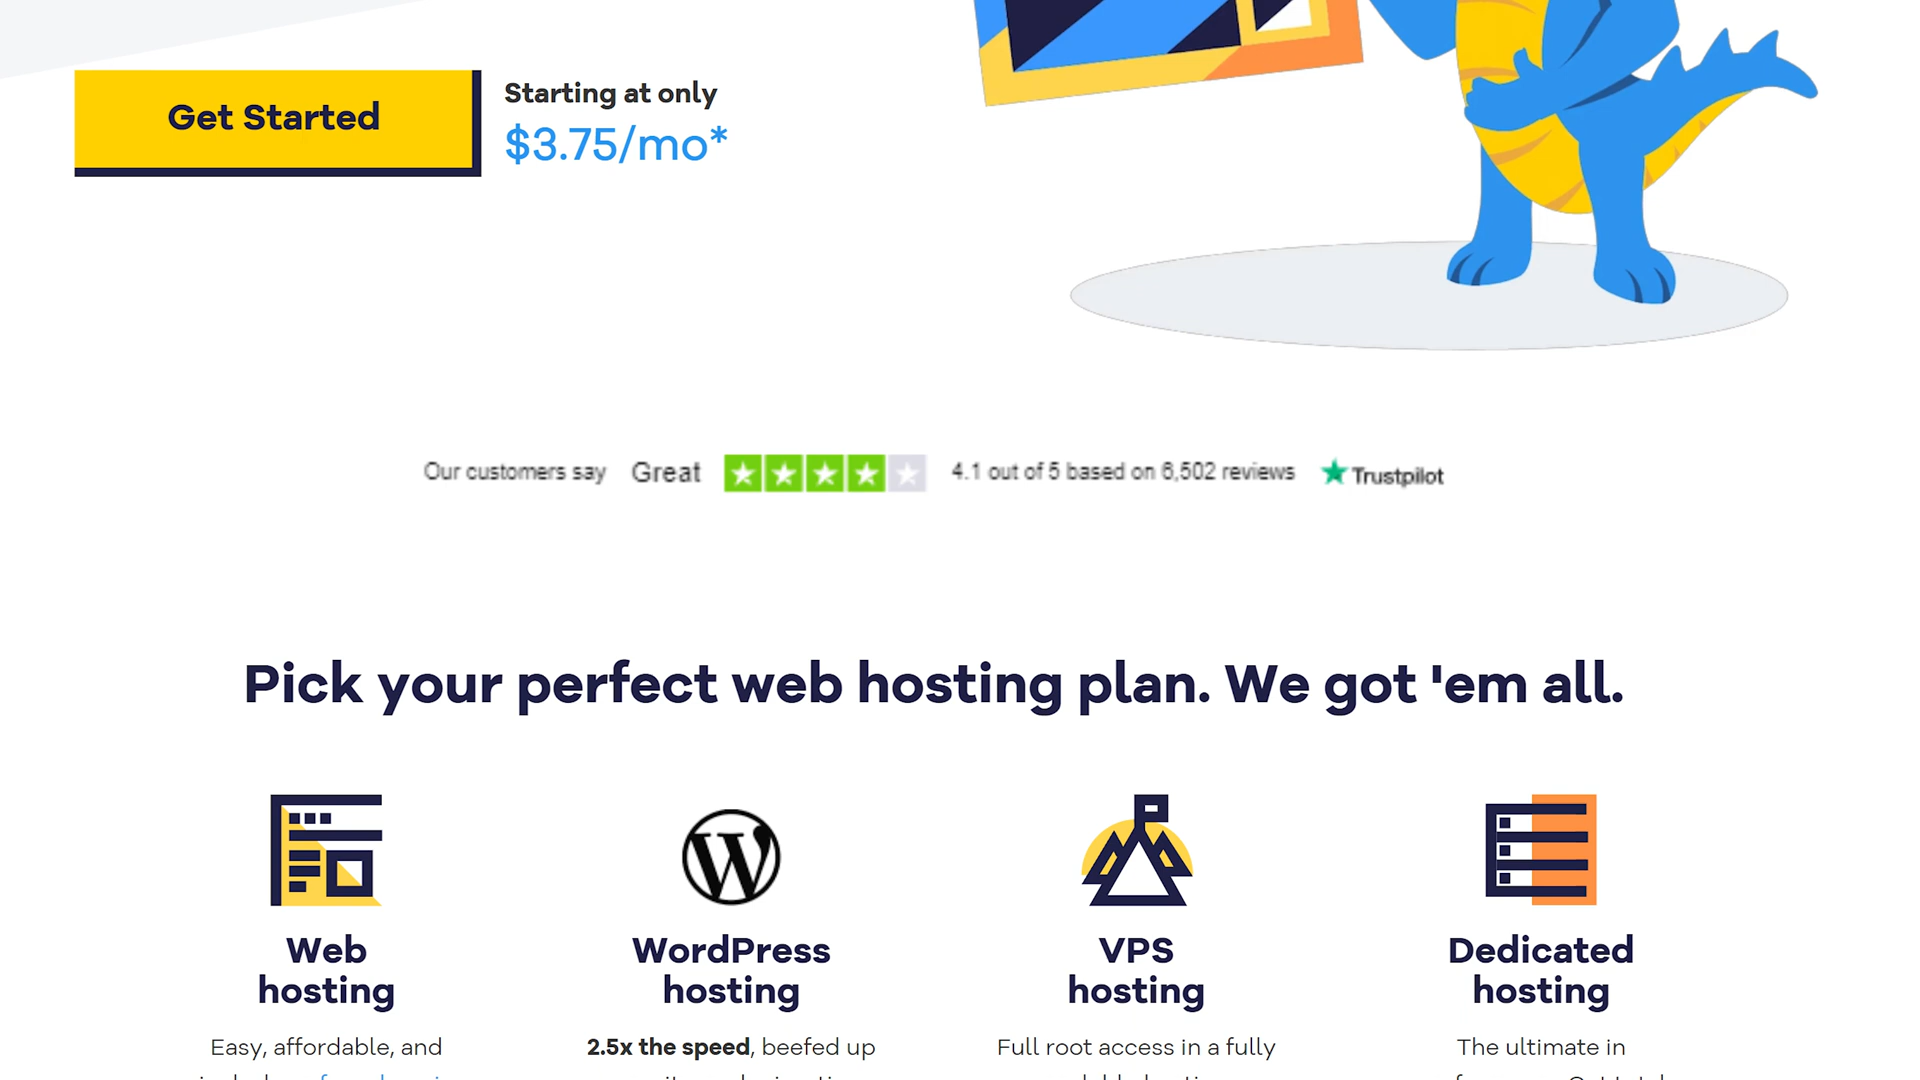 Get Started
Starting at only
$3.75/mo*
Our customers say Great 4.1 out of 5 based on 6,502 reviews Trustpilot
Pick your perfect web hosting plan. We got 'em all.
Web
hosting
WordPress
hosting
VPS
hosting
Dedicated
hosting
Easy, affordable, and
2.5x the speed, beefed up
Full root access in a fully
The ultimate in